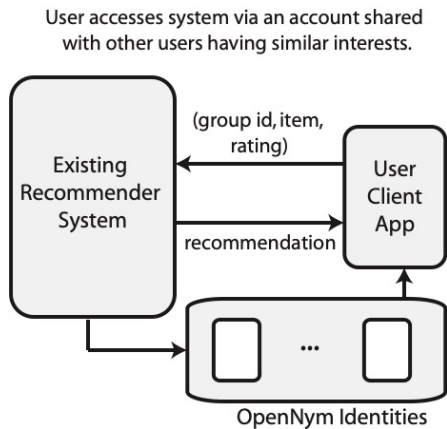 User accesses system via an account shared
with other users having similar interests.
(group id, item,
rating)
Existing
Recommender
System
User
Client
App
recommendation
...
OpenNym Identities